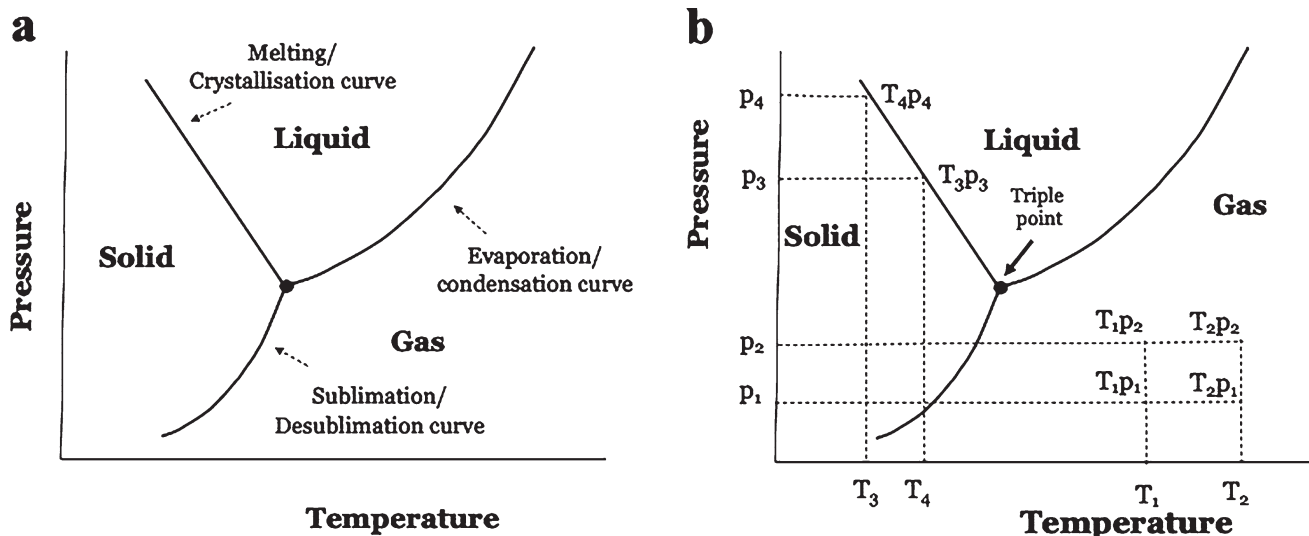 a
Melting/
Crystallisation curve
Liquid
Solid
Evaporation/
condensation curve
Gas
Sublimation/
Desublimation curve
Pressure
Temperature
b
p₄
T₄p₄
Liquid
p₃
T₃p₃
Triple
point
Gas
Solid
Pressure
p₂
T₁p₂
T₂p₂
p₁
T₁p₁
T₂p₁
T₃
T₄
T₁
T₂
Temperature